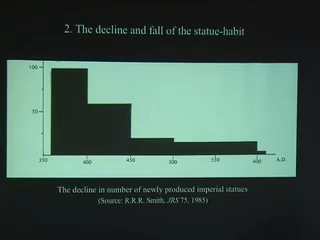 2. The decline and fall of the statue-habit
100
50
350 400 450 500 550 600 A.D.
The decline in number of newly produced imperial statues
(Source: R.R.R. Smith, JRS 75, 1985)